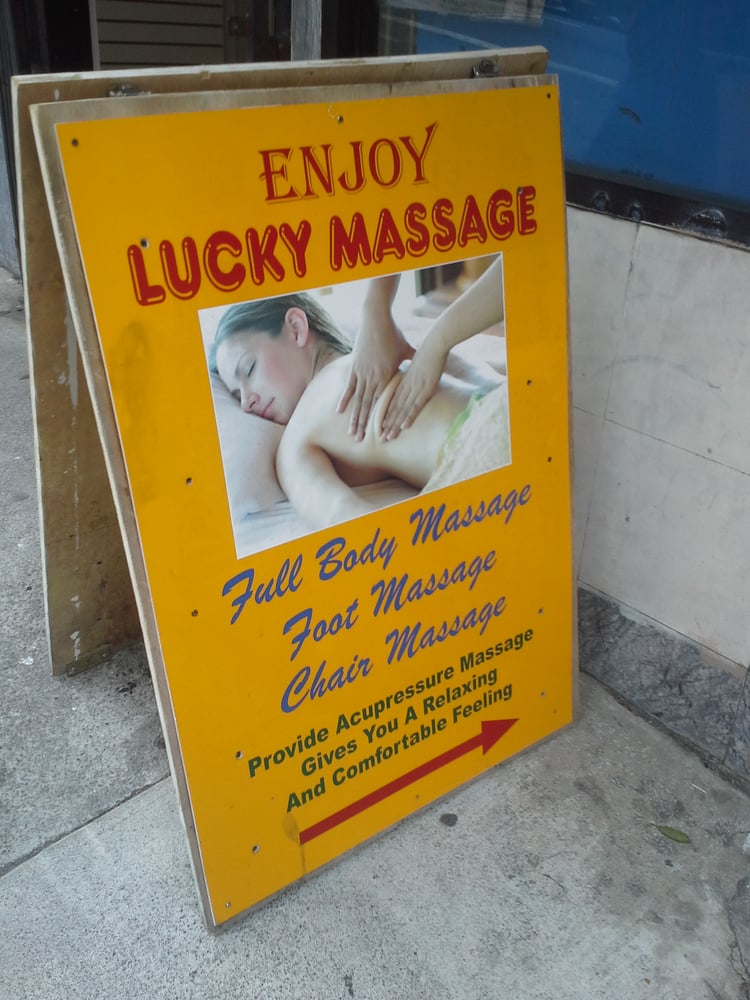 ENJOY
LUCKY MASSAGE
Full Body Massage
Foot Massage
Chair Massage
Provide Acupressure Massage
Gives You A Relaxing
And Comfortable Feeling